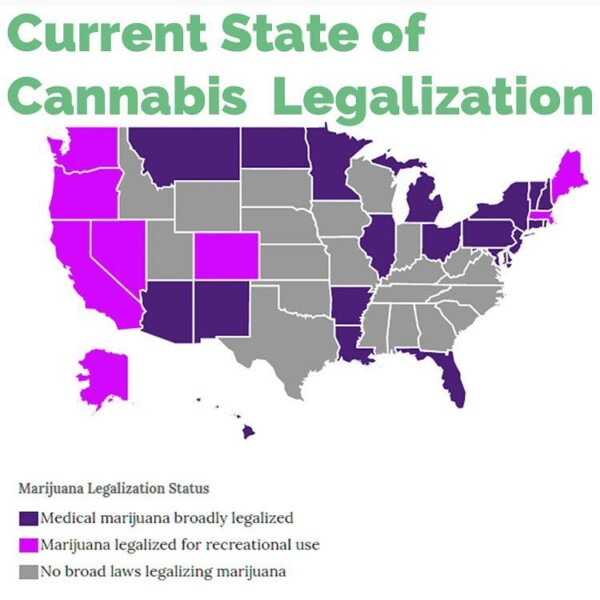 Current State of
Cannabis Legalization
Marijuana Legalization Status
Medical marijuana broadly legalized
Marijuana legalized for recreational use
No broad laws legalizing marijuana